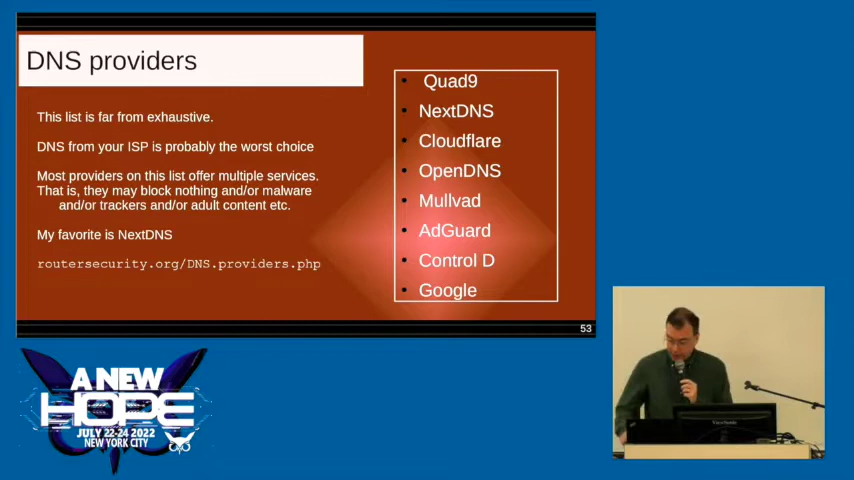 DNS providers
This list is far from exhaustive.
DNS from your ISP is probably the worst choice
Most providers on this list offer multiple services.
That is, they may block nothing and/or malware
and/or trackers and/or adult content etc.
My favorite is NextDNS
routersecurity.org/DNS.providers.php
• Quad9
• NextDNS
• Cloudflare
• OpenDNS
• Mullvad
• AdGuard
• Control D
• Google
53
A NEW
HOPE
JULY 22-24 2022
NEW YORK CITY
ViewSonic